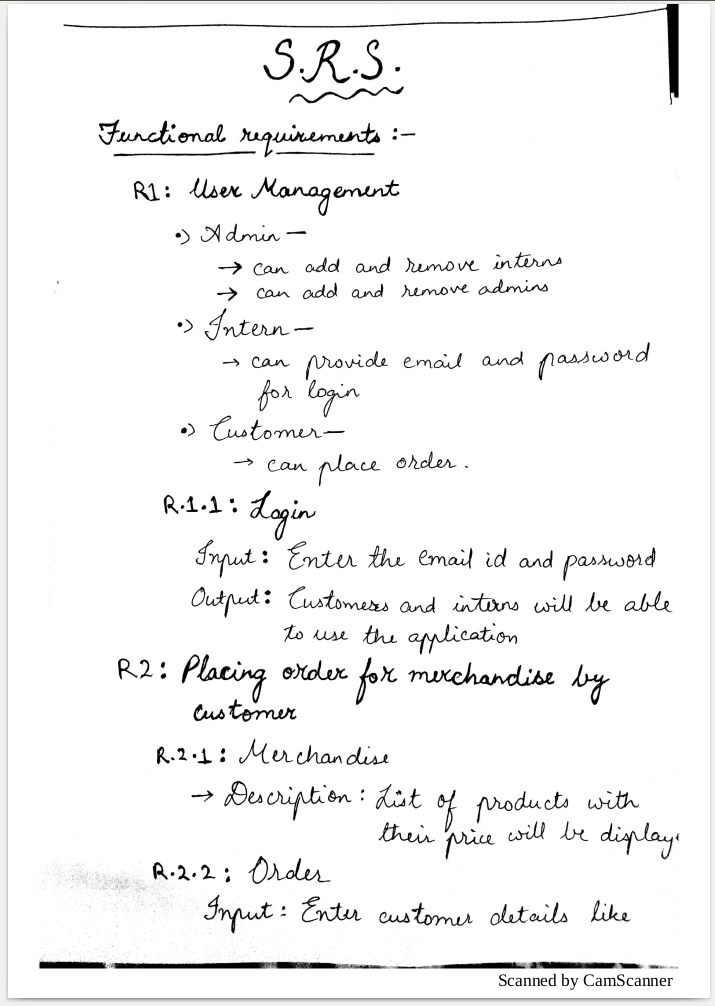 S.R.S.
Functional requirements :-
R1: User Management
•) Admin —
→ can add and remove interns
→ can add and remove admins
•) Intern —
→ can provide email and password
for login
•) Customer —
→ can place order.
R.1.1: Login
Input: Enter the email id and password
Output: Customers and interns will be able
to use the application
R2: Placing order for merchandise by
customer
R.2.1: Merchandise
→ Description: List of products with
their price will be display
R.2.2: Order
Input: Enter customer details like
Scanned by CamScanner